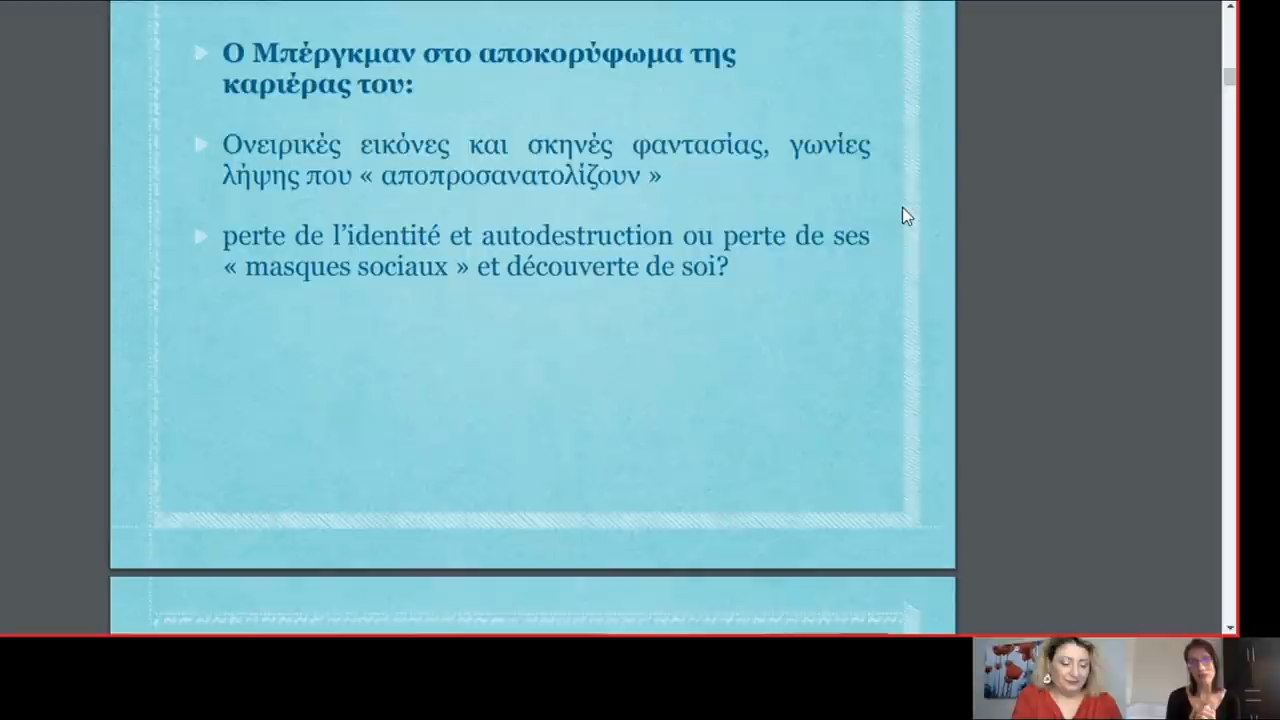 Ο Μπέργκμαν στο αποκορύφωμα της
καριέρας του:
Ονειρικές εικόνες και σκηνές φαντασίας, γωνίες
λήψης που « αποπροσανατολίζουν »
perte de l’identité et autodestruction ou perte de ses
« masques sociaux » et découverte de soi?